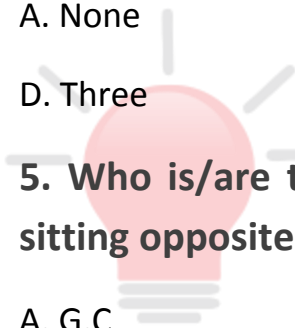 A. None
D. Three
5. Who is/are
sitting opposite
A. G,C